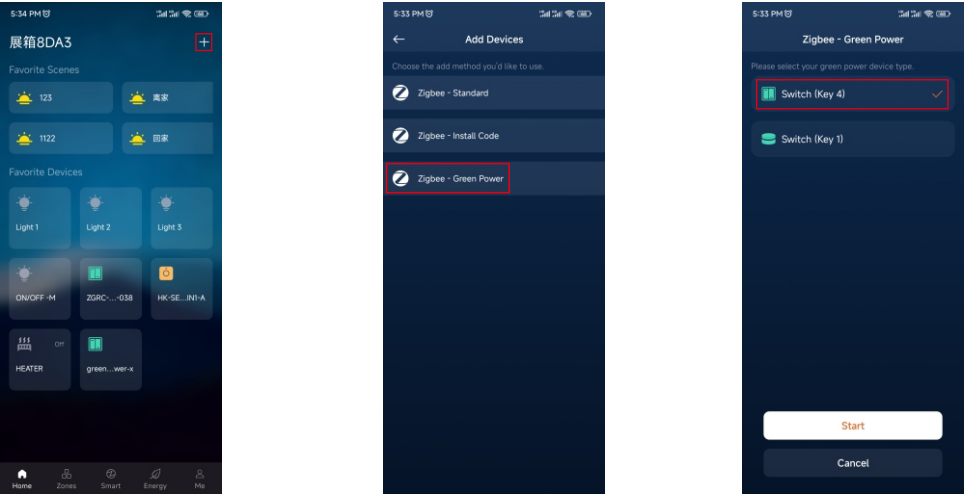 5:34 PM
展箱8DA3
Favorite Scenes
123
离家
1122
回家
Favorite Devices
Light 1
Light 2
Light 3
ON/OFF -M
ZGRC-...-038
HK-SE...IN1-A
Off
HEATER
green...wer-x
Home
Zones
Smart
Energy
Me
5:33 PM
Add Devices
Choose the add method you'd like to use.
Zigbee - Standard
Zigbee - Install Code
Zigbee - Green Power
5:33 PM
Zigbee - Green Power
Please select your green power device type.
Switch (Key 4)
Switch (Key 1)
Start
Cancel